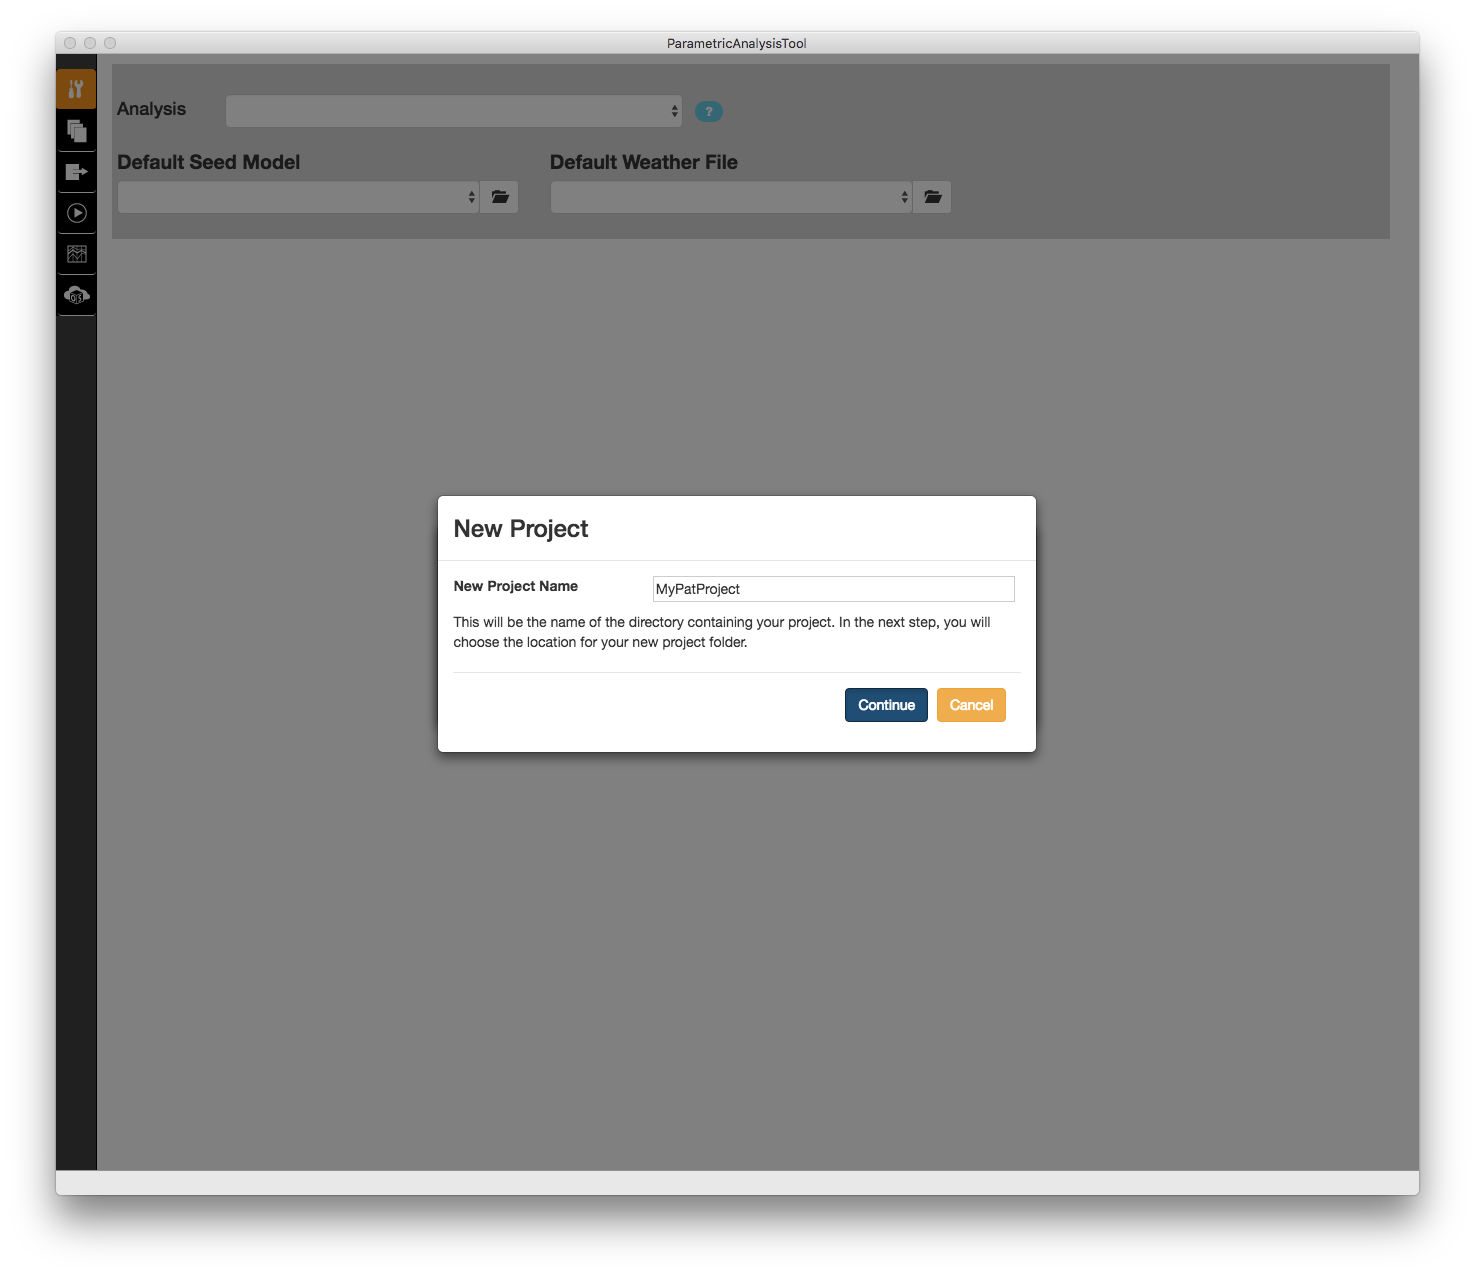 ParametricAnalysisTool
Analysis
?
Default Seed Model
Default Weather File
OS
New Project
New Project Name
MyPatProject
This will be the name of the directory containing your project. In the next step, you will
choose the location for your new project folder.
Continue
Cancel